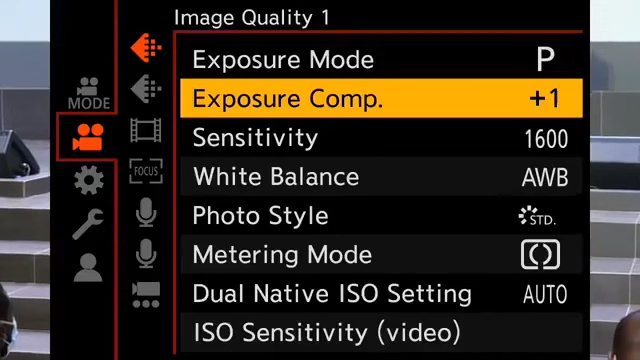 Image Quality 1
Exposure Mode P
MODE
Exposure Comp. +1
Sensitivity 1600
FOCUS
White Balance AWB
Photo Style STD.
Metering Mode
Dual Native ISO Setting AUTO
ISO Sensitivity (video)